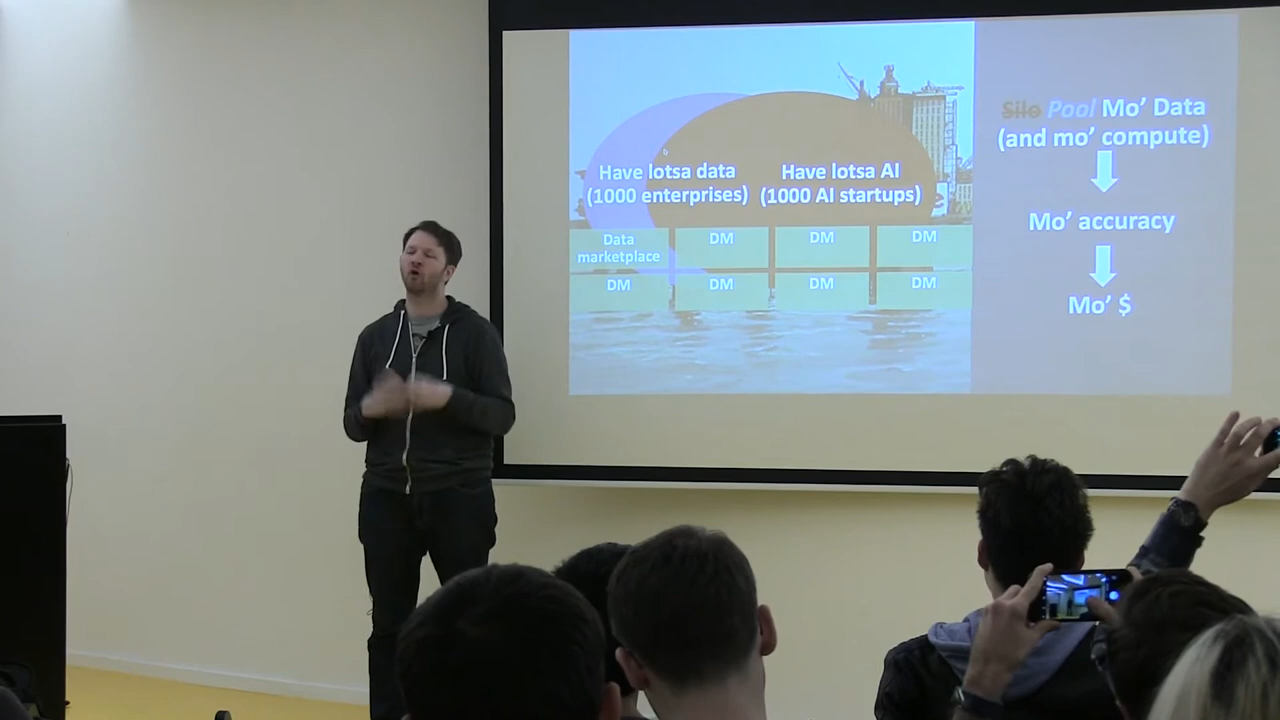 Have lotsa data
(1000 enterprises)
Have lotsa AI
(1000 AI startups)
Data
marketplace
DM
DM
DM
DM
DM
DM
DM
Silo Pool Mo' Data
(and mo' compute)
Mo' accuracy
Mo' $